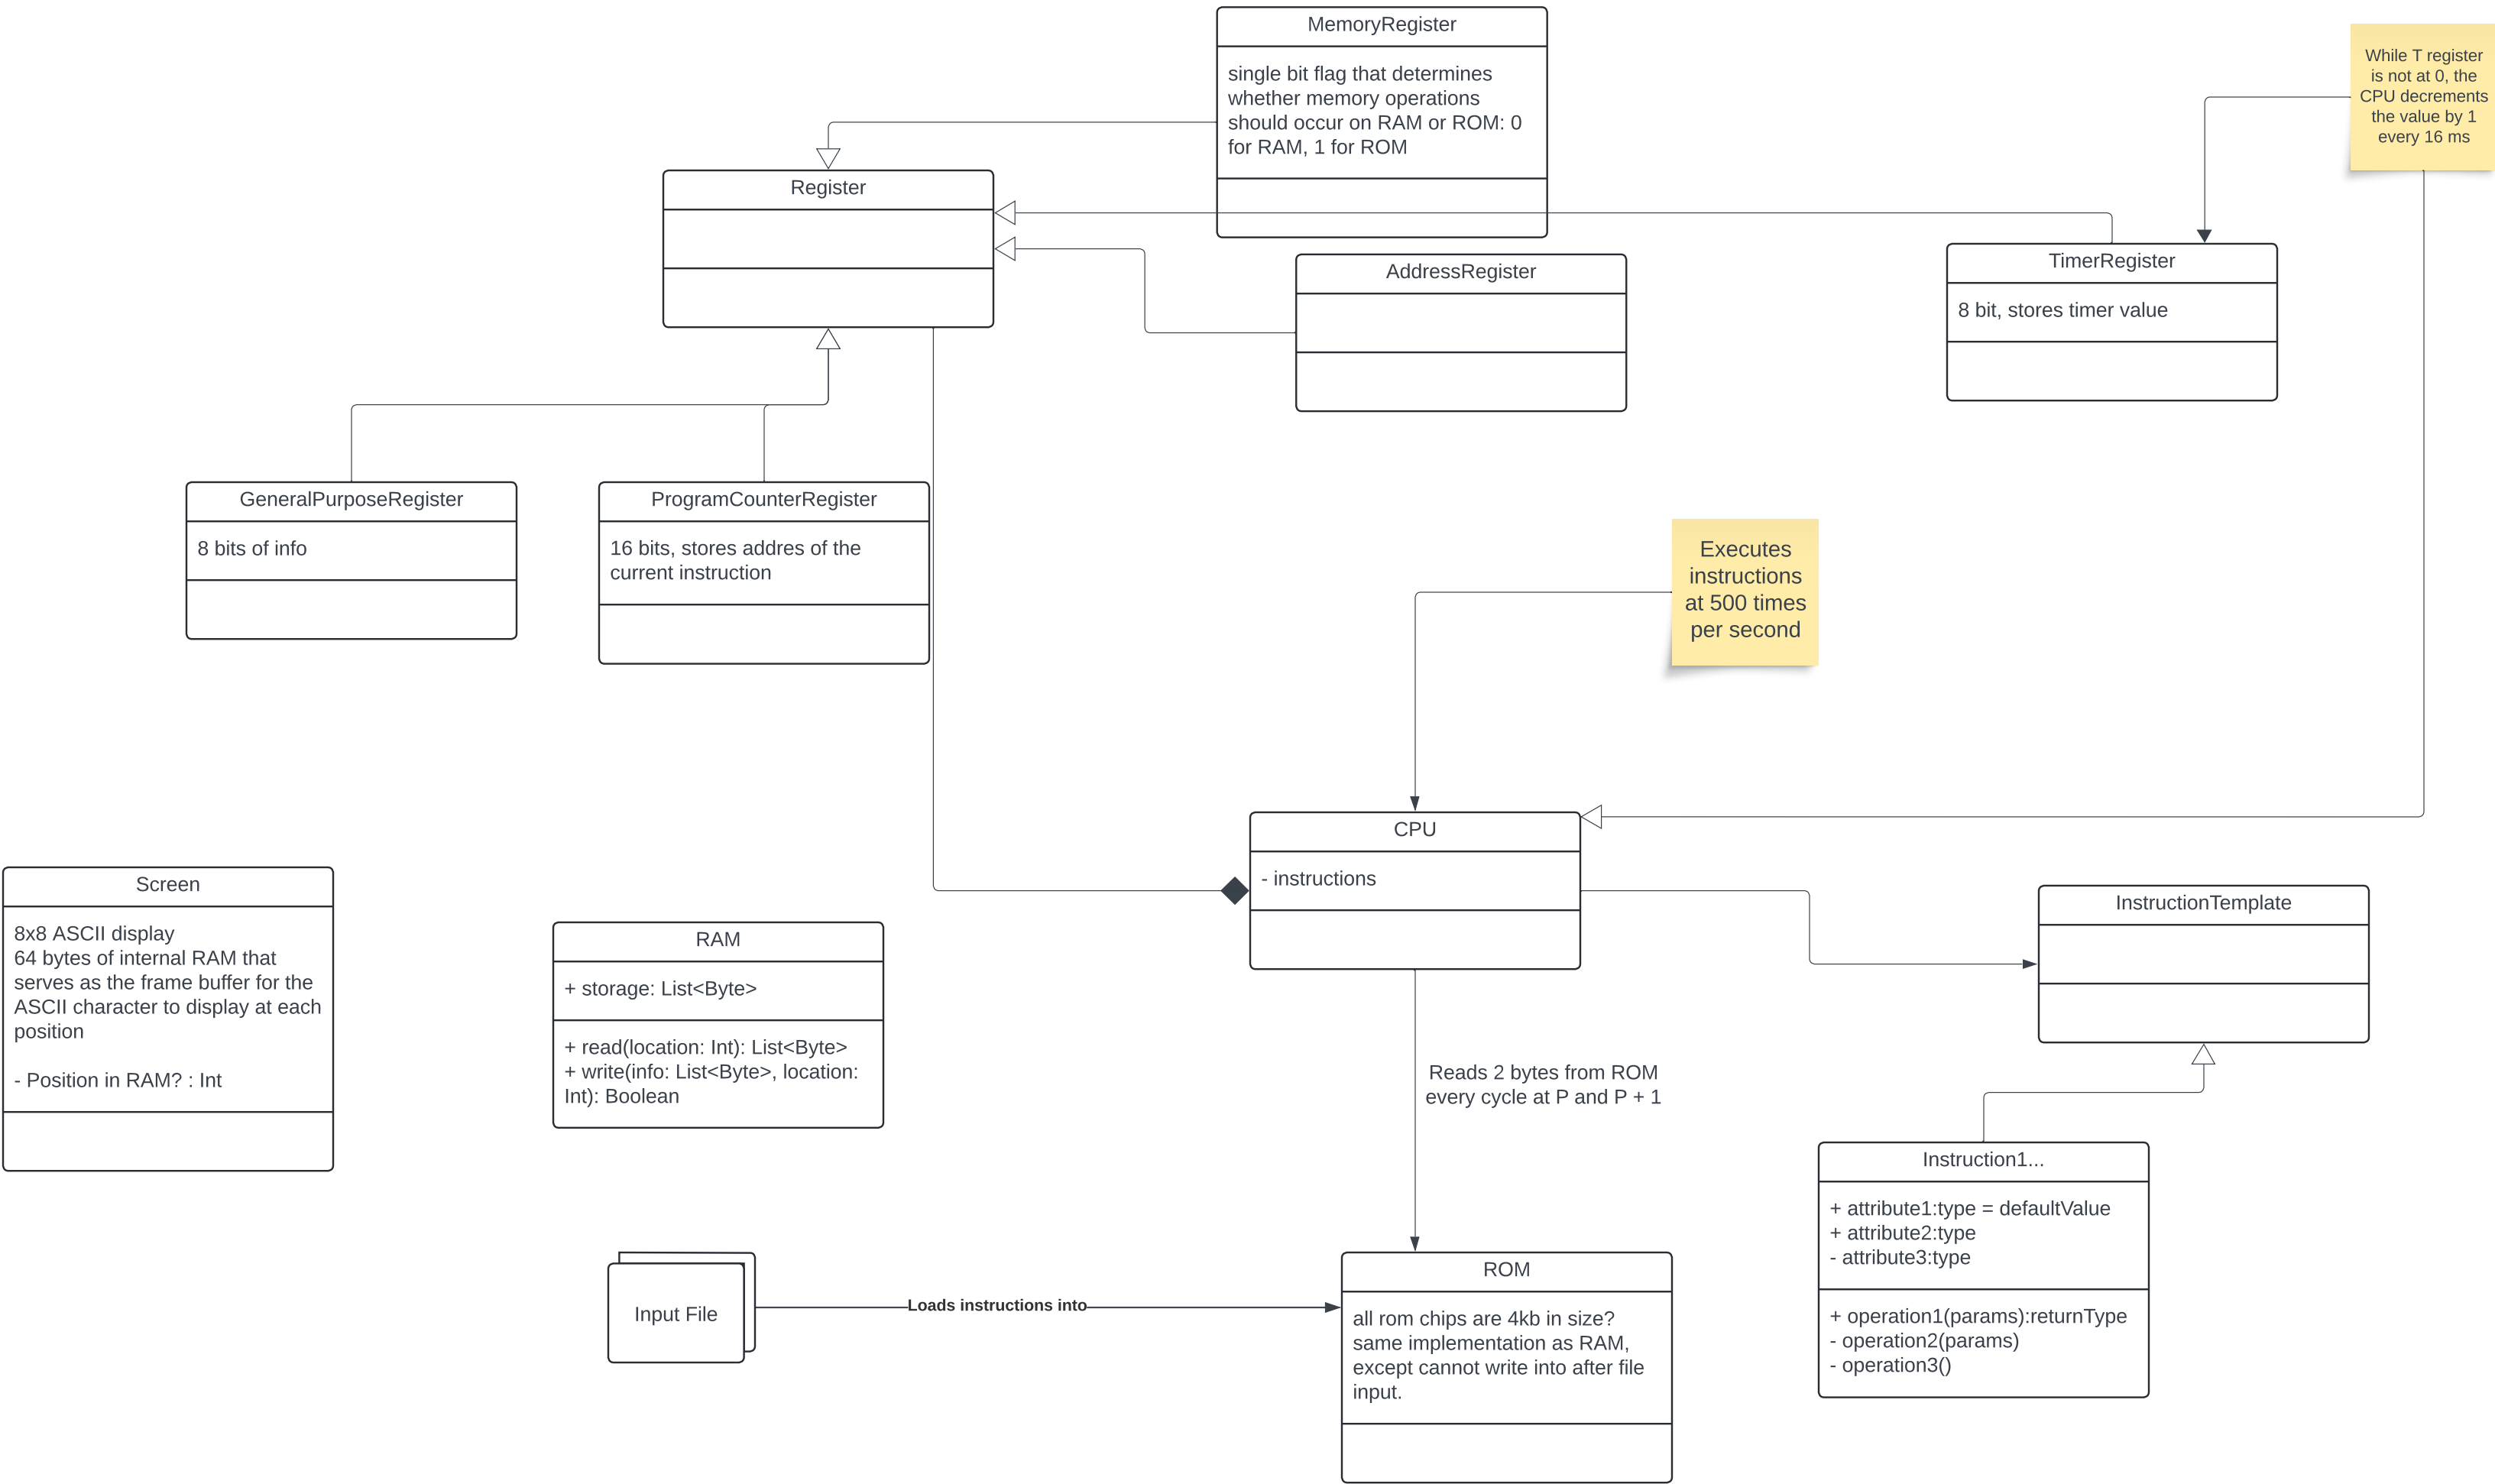 MemoryRegister
single bit flag that determines
whether memory operations
should occur on RAM or ROM: 0
for RAM, 1 for ROM
While T register
is not at 0, the
CPU decrements
the value by 1
every 16 ms
Register
AddressRegister
TimerRegister
8 bit, stores timer value
GeneralPurposeRegister
8 bits of info
ProgramCounterRegister
16 bits, stores addres of the
current instruction
Executes
instructions
at 500 times
per second
CPU
- instructions
Screen
8x8 ASCII display
64 bytes of internal RAM that
serves as the frame buffer for the
ASCII character to display at each
position
- Position in RAM? : Int
RAM
+ storage: List<Byte>
+ read(location: Int): List<Byte>
+ write(info: List<Byte>, location:
Int): Boolean
InstructionTemplate
Reads 2 bytes from ROM
every cycle at P and P + 1
Instruction1...
+ attribute1:type = defaultValue
+ attribute2:type
- attribute3:type
+ operation1(params):returnType
- operation2(params)
- operation3()
Input File
Loads instructions into
ROM
all rom chips are 4kb in size?
same implementation as RAM,
except cannot write into after file
input.